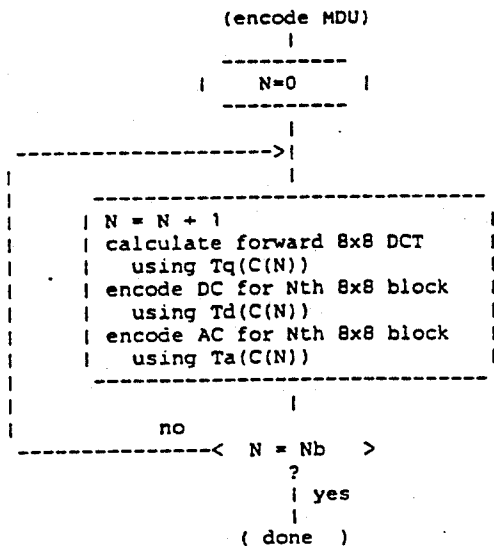 (encode MDU)
N=0
N = N + 1
calculate forward 8x8 DCT
using Tq(C(N))
encode DC for Nth 8x8 block
using Td(C(N))
encode AC for Nth 8x8 block
using Ta(C(N))
no
< N = Nb >
?
yes
( done )